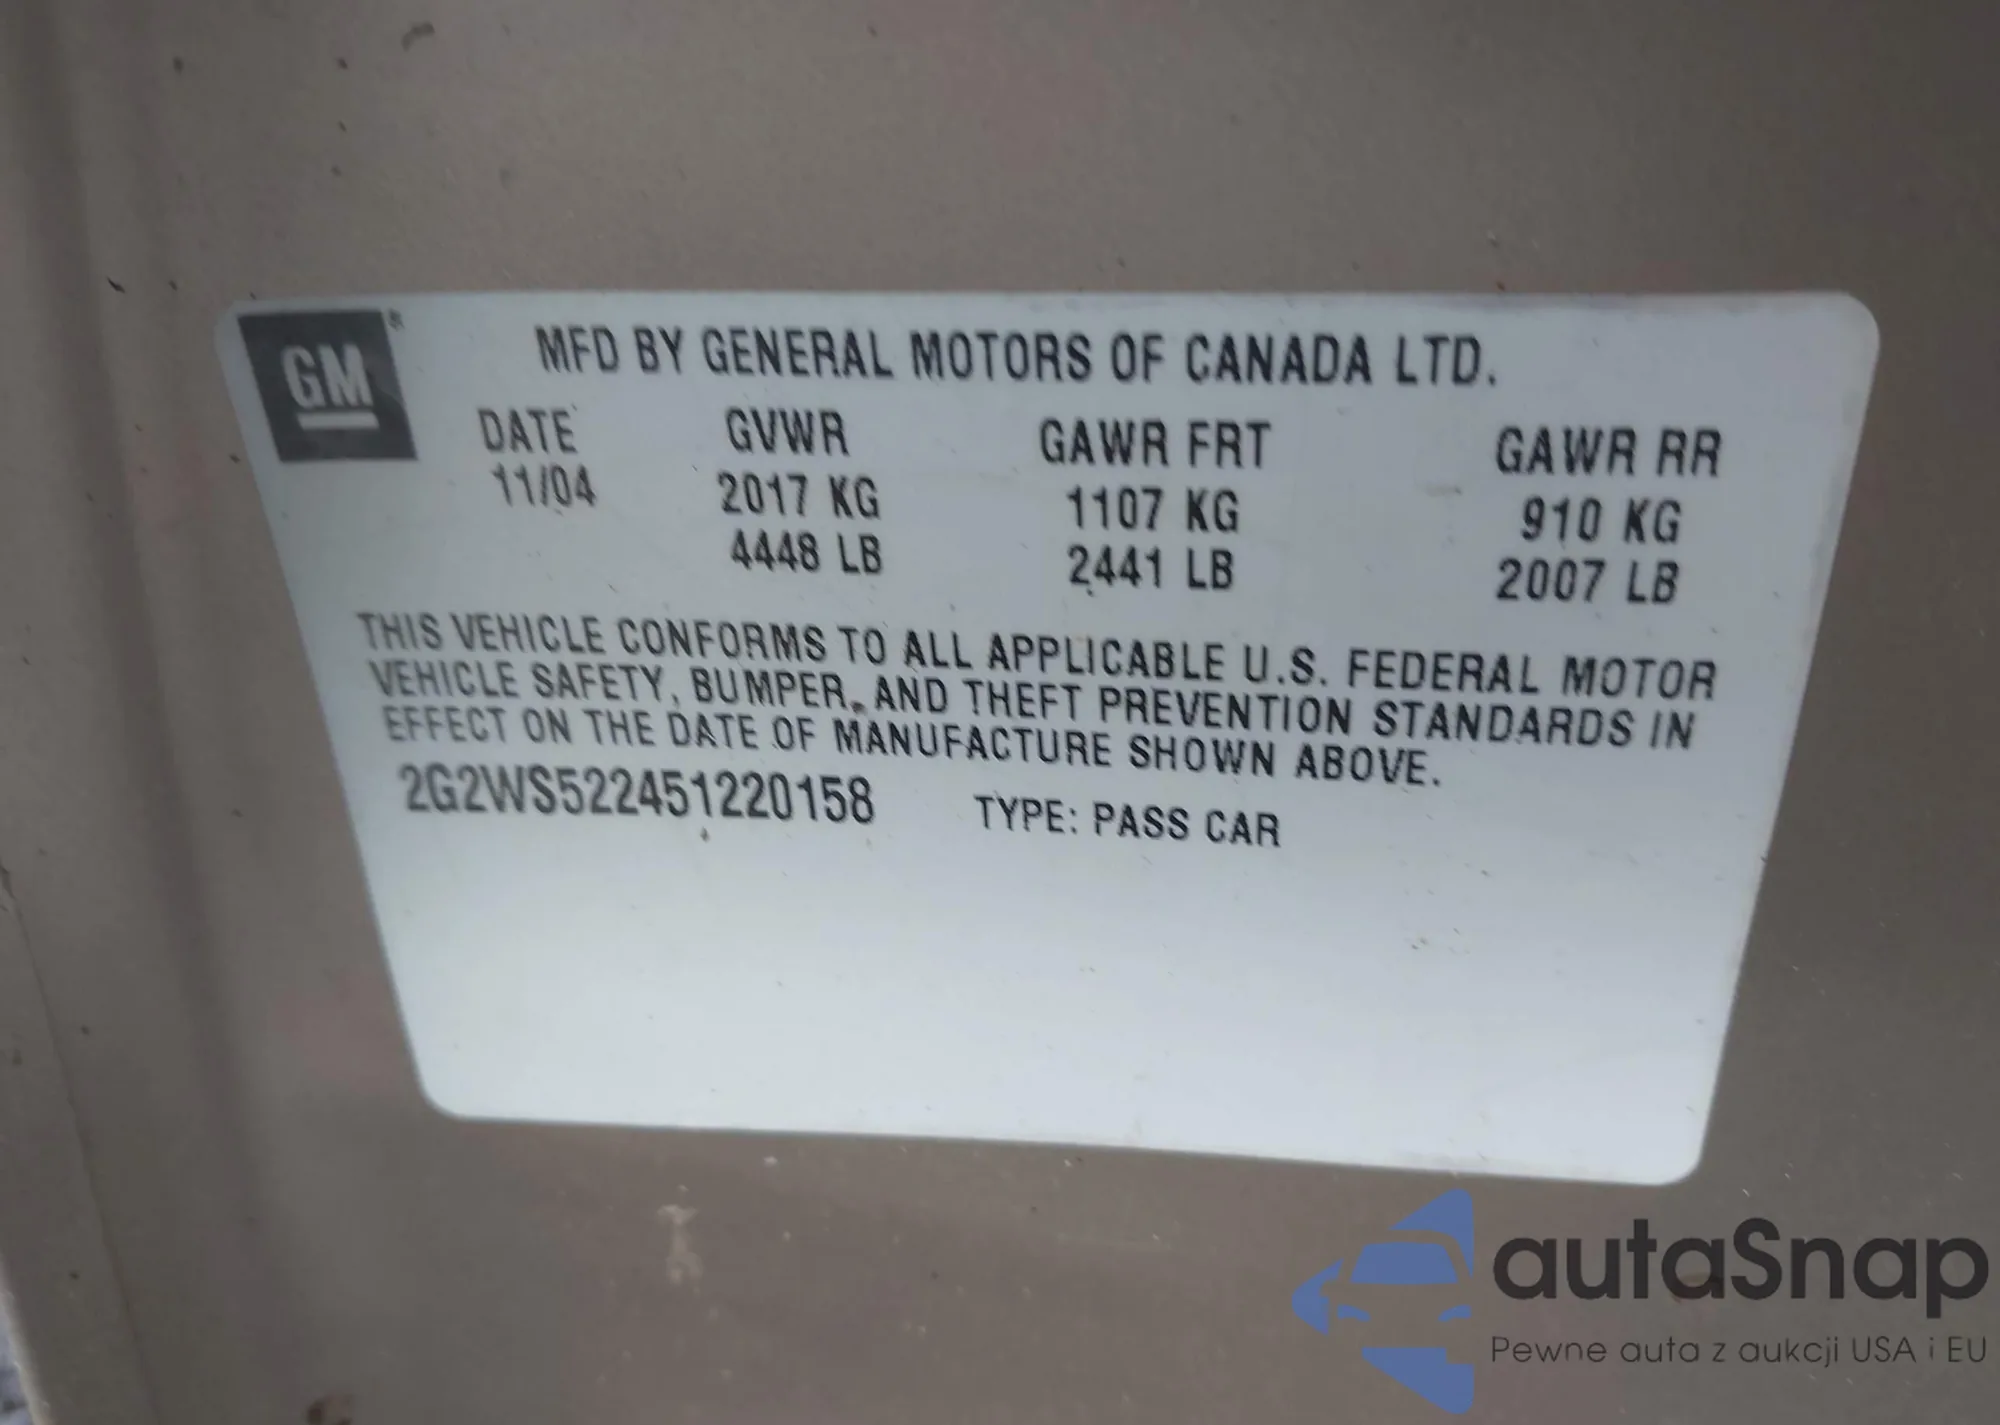 GM ®
MFD BY GENERAL MOTORS OF CANADA LTD.
DATE GVWR GAWR FRT GAWR RR
11/04 2017 KG 1107 KG 910 KG
4448 LB 2441 LB 2007 LB
THIS VEHICLE CONFORMS TO ALL APPLICABLE U.S. FEDERAL MOTOR
VEHICLE SAFETY, BUMPER, AND THEFT PREVENTION STANDARDS IN
EFFECT ON THE DATE OF MANUFACTURE SHOWN ABOVE.
2G2WS522451220158 TYPE: PASS CAR
autaSnap
Pewne auta z aukcji USA i EU